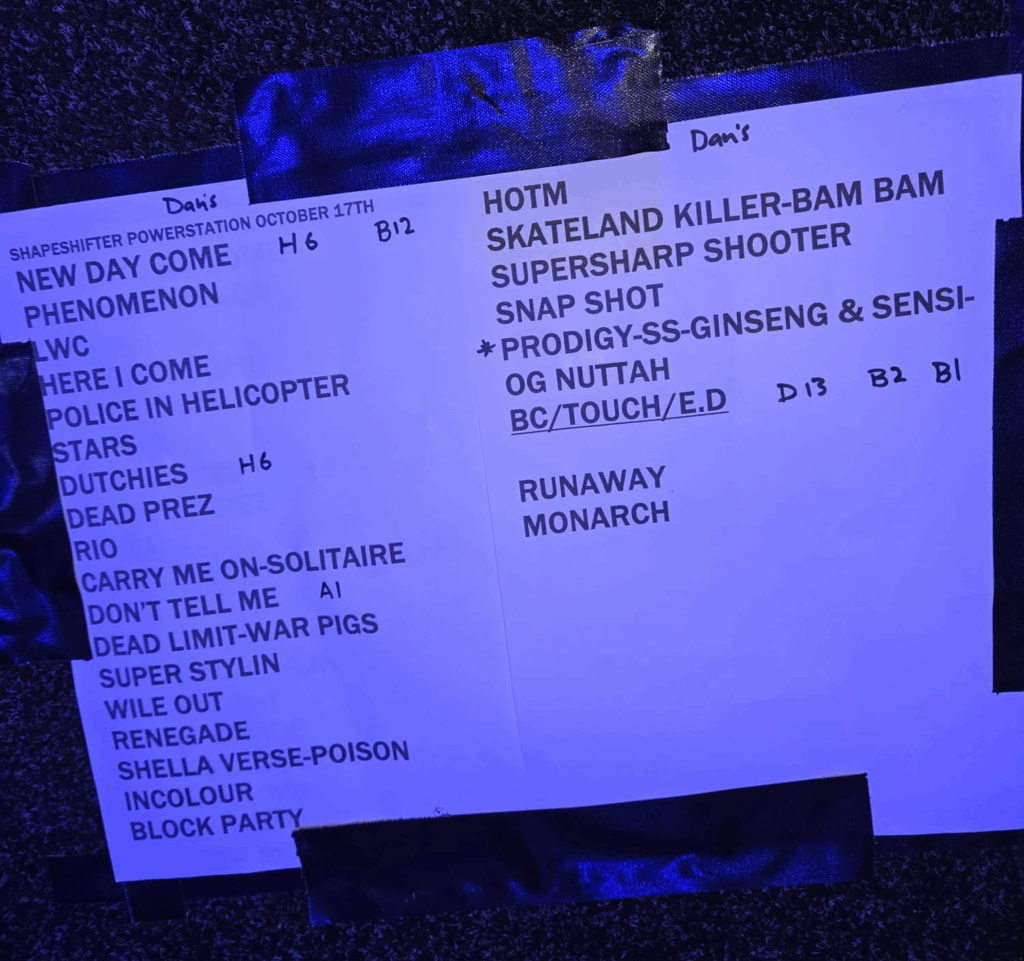 Dan's
SHAPESHIFTER POWERSTATION OCTOBER 17TH
NEW DAY COME H6 B12
PHENOMENON
LWC
HERE I COME
POLICE IN HELICOPTER
STARS
DUTCHIES H6
DEAD PREZ
RIO
CARRY ME ON-SOLITAIRE
DON'T TELL ME A1
DEAD LIMIT-WAR PIGS
SUPER STYLIN
WILE OUT
RENEGADE
SHELLA VERSE-POISON
INCOLOUR
BLOCK PARTY
Dan's
HOTM
SKATELAND KILLER-BAM BAM
SUPERSHARP SHOOTER
SNAP SHOT
*PRODIGY-SS-GINSENG & SENSI-
OG NUTTAH
BC/TOUCH/E.D D13 B2 B1
RUNAWAY
MONARCH